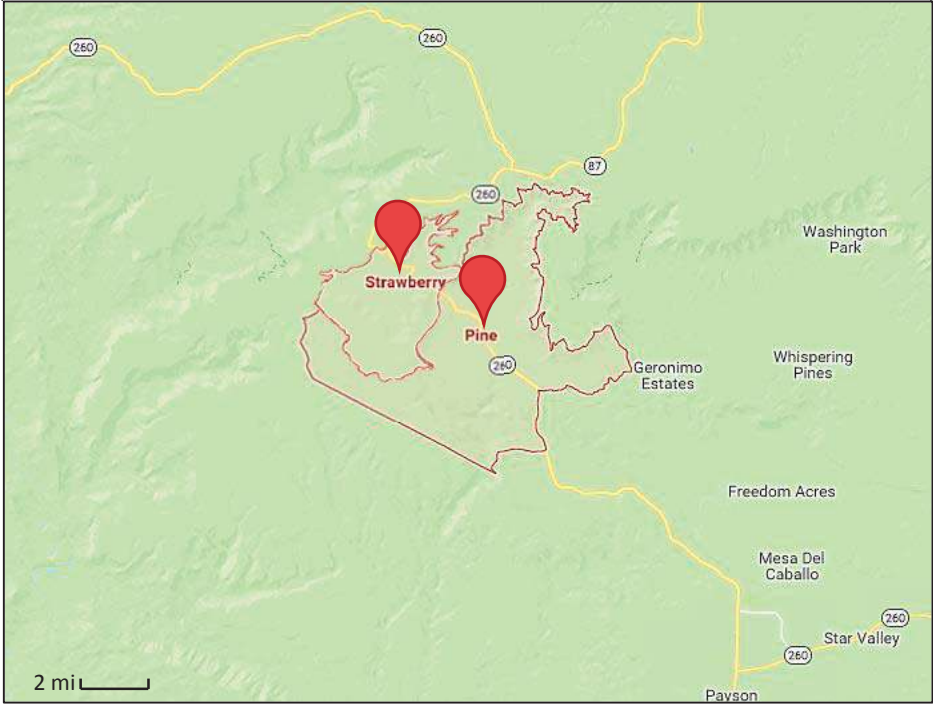 260
260
87
260
Washington
Park
Strawberry
Pine
260
Geronimo
Estates
Whispering
Pines
Freedom Acres
Mesa Del
Caballo
260
Star Valley
260
2 mi
Payson